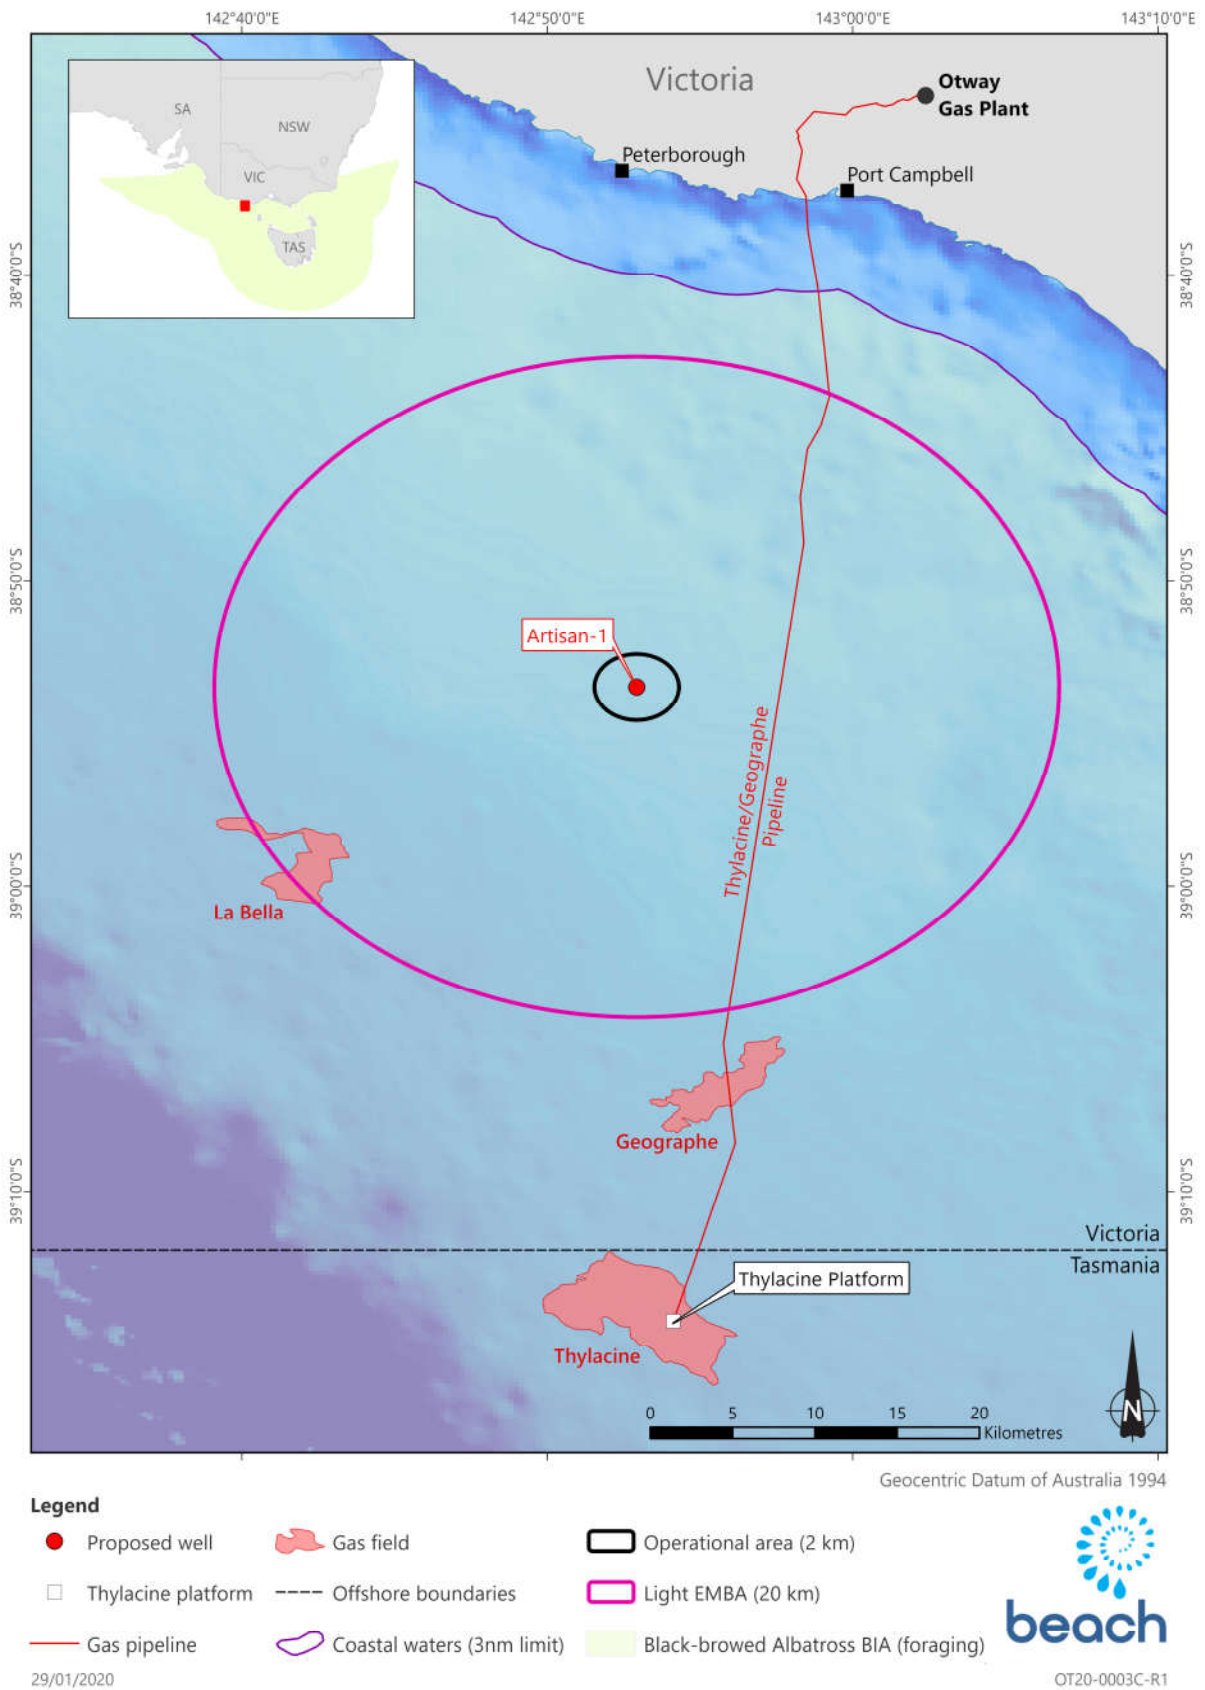 142°40'0"E
142°50'0"E
143°00'0"E
143°10'0"E
Victoria
Otway
Gas Plant
SA
NSW
VIC
TAS
Peterborough
Port Campbell
38°40'0"S
38°40'0"S
38°50'0"S
38°50'0"S
Artisan-1
Thylacine/Geographe
Pipeline
39°00'0"S
39°00'0"S
La Bella
Geographe
39°10'0"S
39°10'0"S
Victoria
Tasmania
Thylacine Platform
Thylacine
N
0 5 10 15 20
Kilometres
Geocentric Datum of Australia 1994
Legend
Proposed well
Gas field
Operational area (2 km)
Thylacine platform
Offshore boundaries
Light EMBA (20 km)
Gas pipeline
Coastal waters (3nm limit)
Black-browed Albatross BIA (foraging)
beach
29/01/2020
OT20-0003C-R1